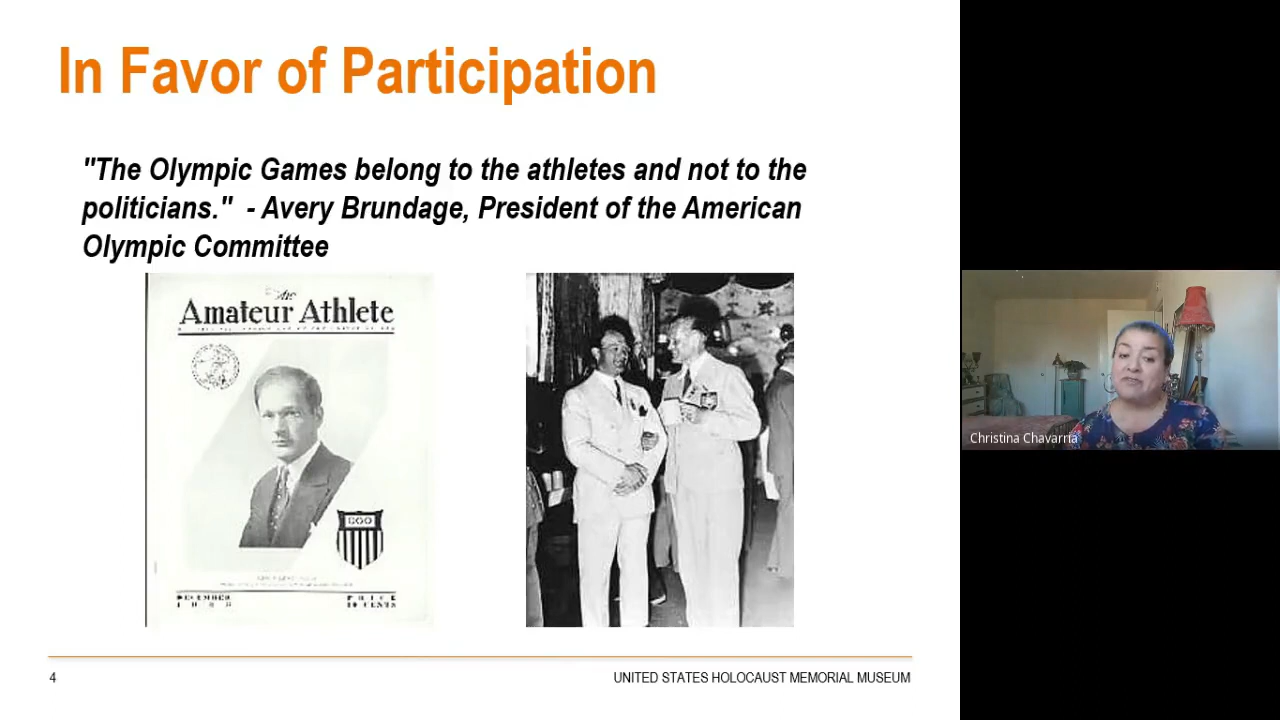 In Favor of Participation
"The Olympic Games belong to the athletes and not to the
politicians." - Avery Brundage, President of the American
Olympic Committee
The
Amateur Athlete
DECEMBER
PRICE
10 CENTS
4
UNITED STATES HOLOCAUST MEMORIAL MUSEUM
Christina Chavarria